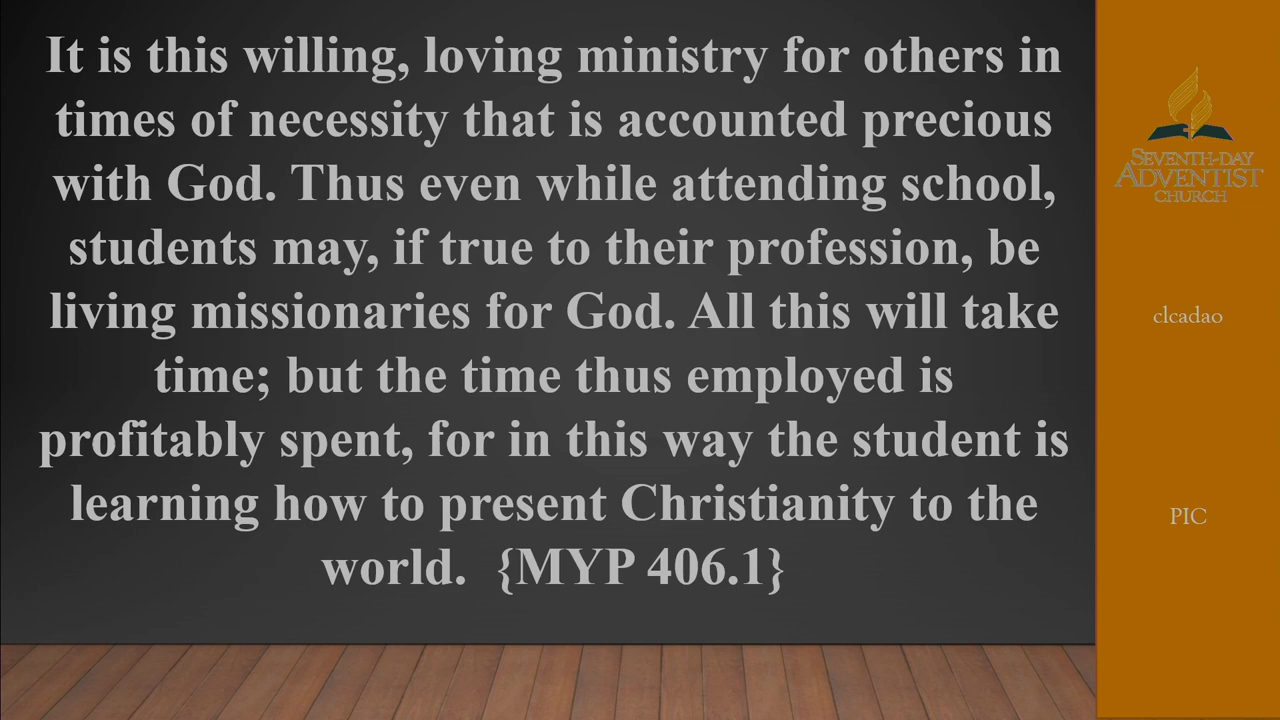 It is this willing, loving ministry for others in
times of necessity that is accounted precious
with God. Thus even while attending school,
students may, if true to their profession, be
living missionaries for God. All this will take
time; but the time thus employed is
profitably spent, for in this way the student is
learning how to present Christianity to the
world.  {MYP 406.1}
SEVENTH-DAY
ADVENTIST
CHURCH
clcadao
PIC